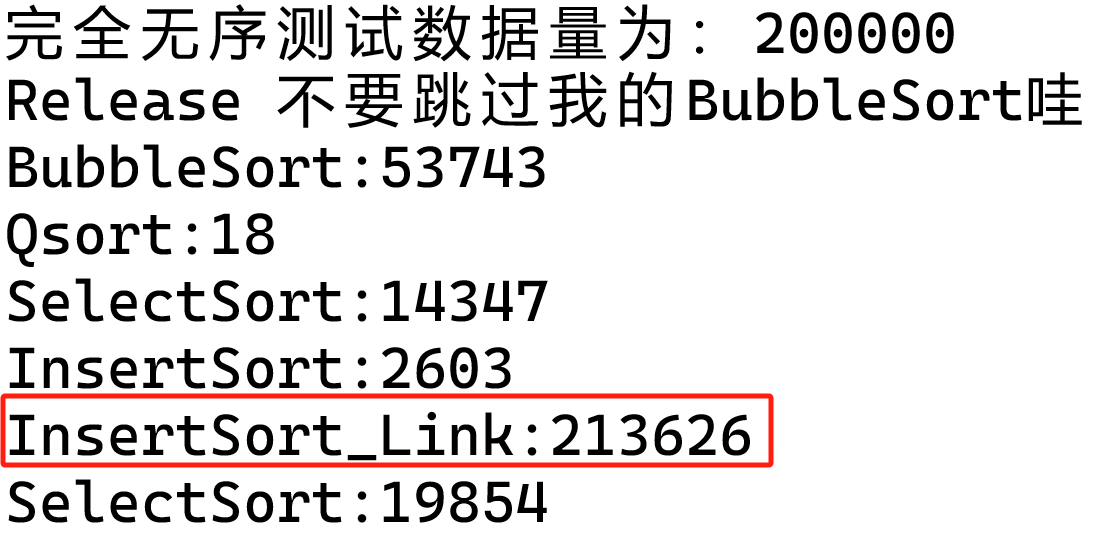 完全无序测试数据量为：200000
Release 不要跳过我的BubbleSort哇
BubbleSort:53743
Qsort:18
SelectSort:14347
InsertSort:2603
InsertSort_Link:213626
SelectSort:19854